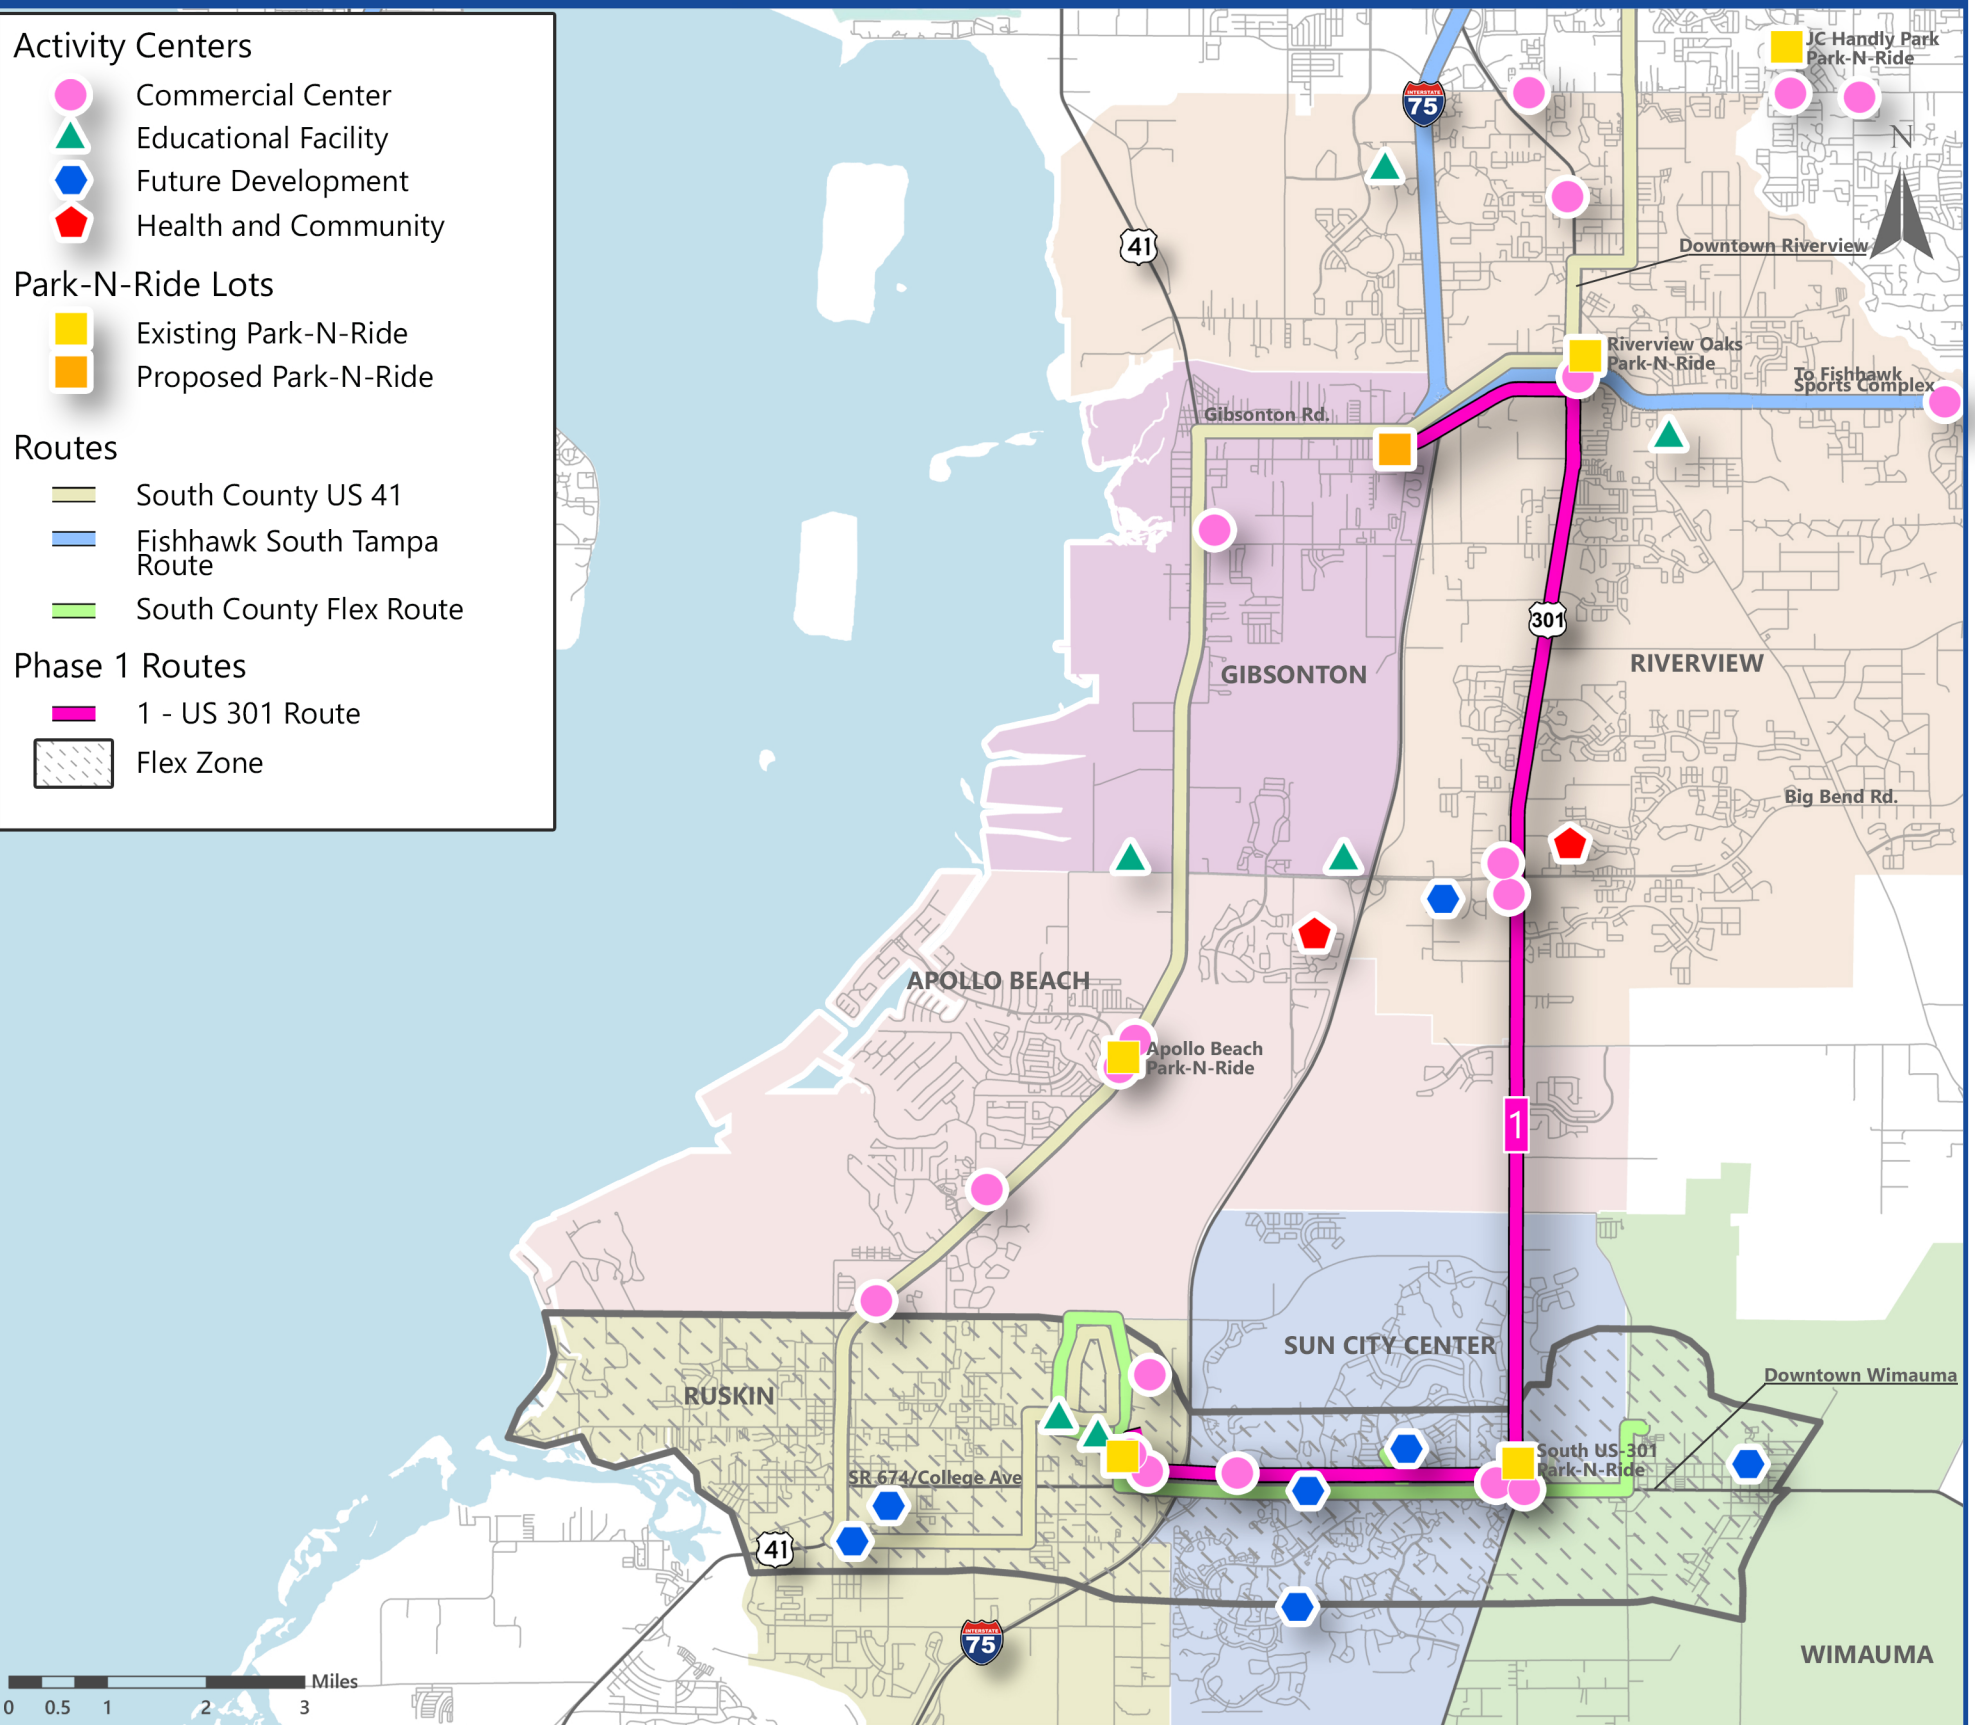 Activity Centers
Commercial Center
Educational Facility
Future Development
Health and Community
Park-N-Ride Lots
Existing Park-N-Ride
Proposed Park-N-Ride
Routes
South County US 41
Fishhawk South Tampa
Route
South County Flex Route
Phase 1 Routes
1 - US 301 Route
Flex Zone
JC Handly Park
Park-N-Ride
INTERSTATE
75
N
41
Downtown Riverview
Riverview Oaks
Park-N-Ride
To Fishhawk
Sports Complex
Gibsonton Rd.
301
GIBSONTON
RIVERVIEW
Big Bend Rd.
APOLLO BEACH
Apollo Beach
Park-N-Ride
1
SUN CITY CENTER
Downtown Wimauma
RUSKIN
South US-301
Park-N-Ride
SR 674/College Ave
41
INTERSTATE
75
WIMAUMA
Miles
0 0.5 1 2 3